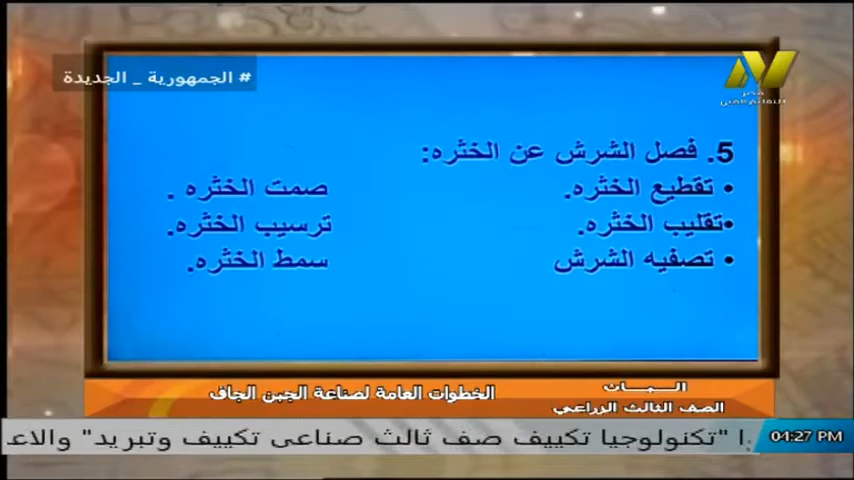 # الجمهورية _ الجديدة
مصر
للتعليم الفني
5. فصل الشرش عن الخثره:
• تقطيع الخثره. صمت الخثره .
•تقليب الخثره. ترسيب الخثره.
• تصفيه الشرش سمط الخثره.
الخطوات العامة لصناعة الجبن الجاف
الصف الثالث الزراعي
"تكنولوجيا تكييف صف ثالث صناعى تكييف وتبريد" والاع
04:27 PM